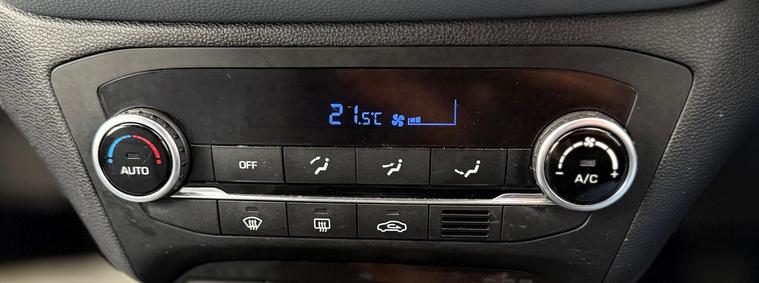 21.5°C
OFF
AUTO
- A/C +